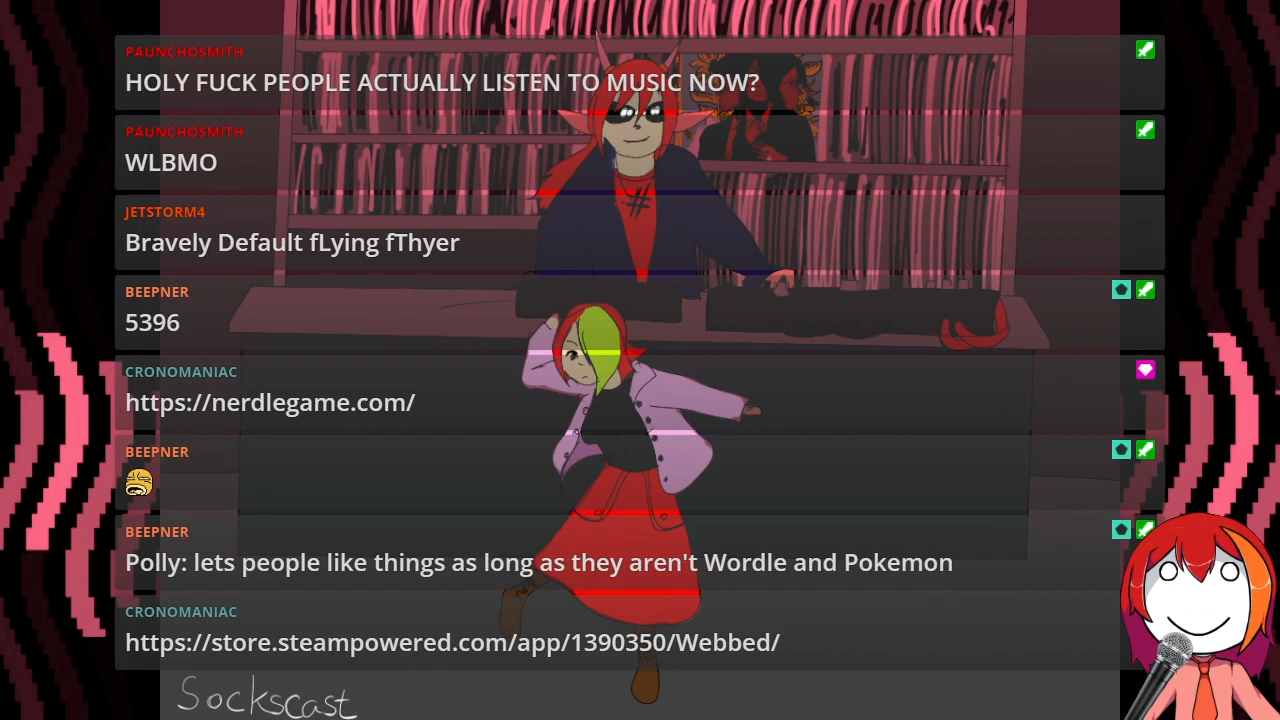 PAUNCHOSMITH
HOLY FUCK PEOPLE ACTUALLY LISTEN TO MUSIC NOW?
PAUNCHOSMITH
WLBMO
JETSTORM4
Bravely Default fLying fThyer
BEEPNER
5396
CRONOMANIAC
https://nerdlegame.com/
BEEPNER
BEEPNER
Polly: lets people like things as long as they aren't Wordle and Pokemon
CRONOMANIAC
https://store.steampowered.com/app/1390350/Webbed/
Sockscast